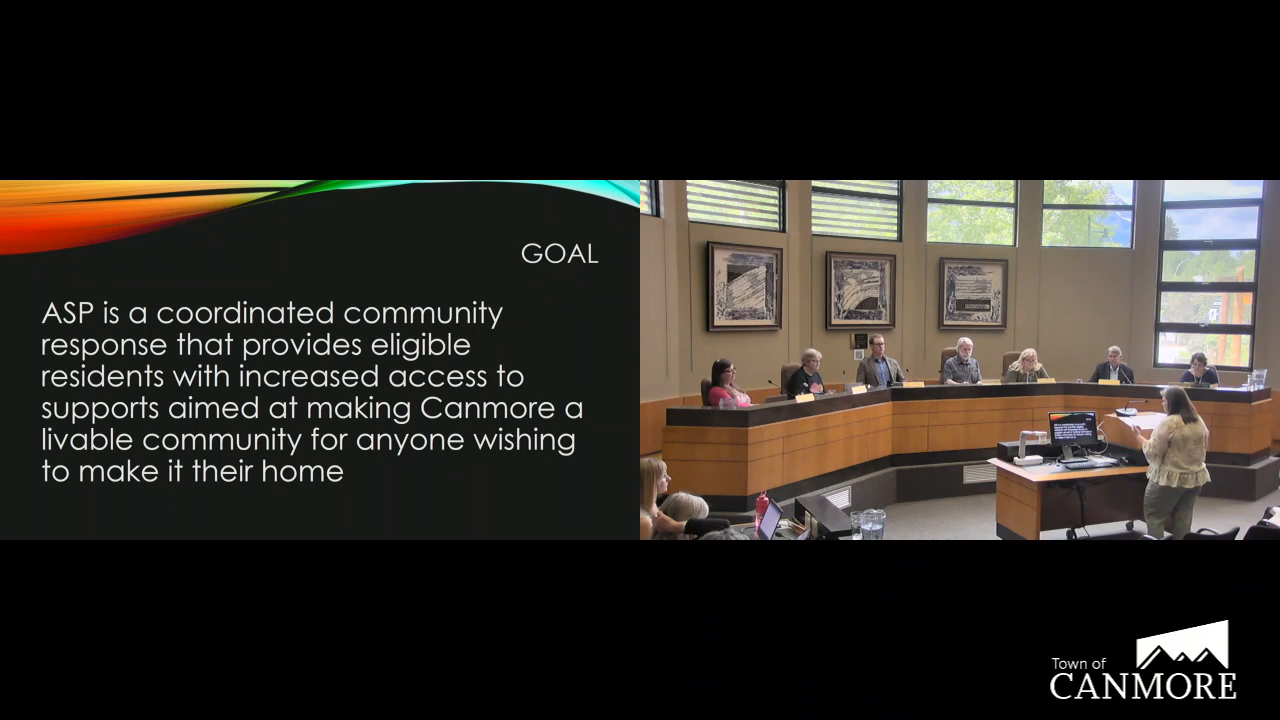 GOAL
ASP is a coordinated community
response that provides eligible
residents with increased access to
supports aimed at making Canmore a
livable community for anyone wishing
to make it their home
Town of
CANMORE